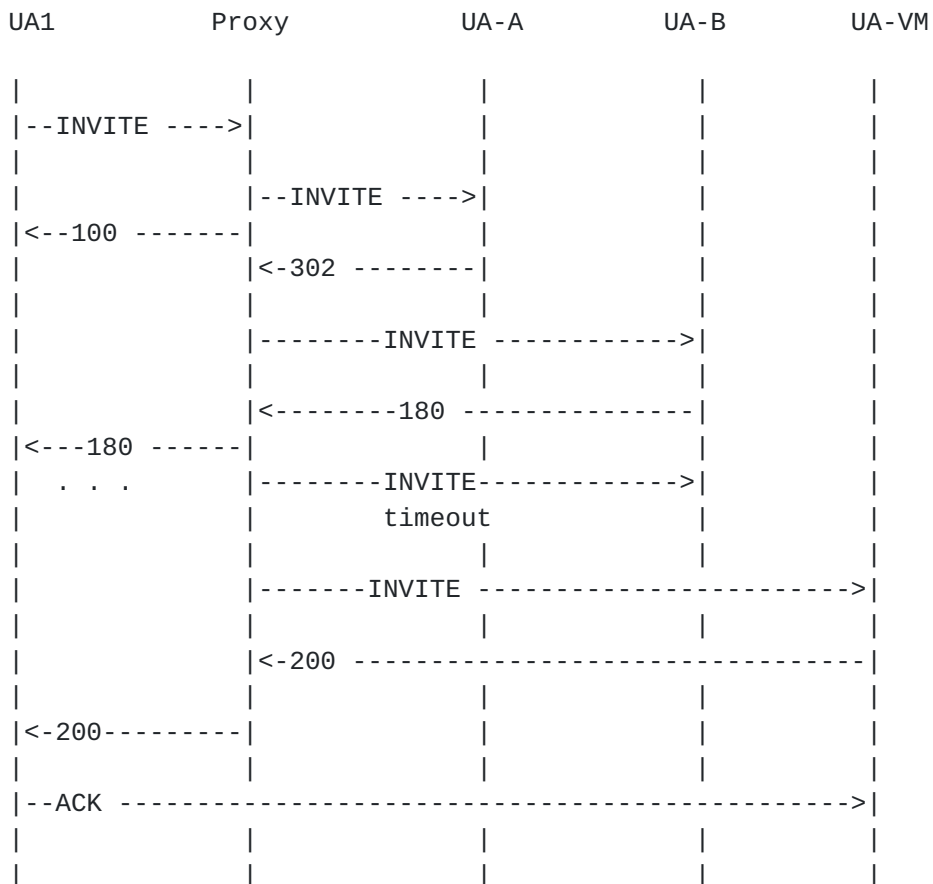 UA1 Proxy UA-A UA-B UA-VM
| | | | |
|--INVITE ---->| | | |
| | | | |
| |--INVITE ---->| | |
|<--100 -------| | | |
| |<-302 --------| | |
| | | | |
| |--------INVITE ------------>| |
| | | | |
| |<--------180 ---------------| |
|<---180 ------| | | |
| . . . |--------INVITE------------->| |
| | timeout | |
| | | | |
| |-------INVITE ------------------------>|
| | | | |
| |<-200 ---------------------------------|
| | | | |
|<-200---------| | | |
| | | | |
|--ACK ----------------------------------------------->|
| | | | |
| | | | |